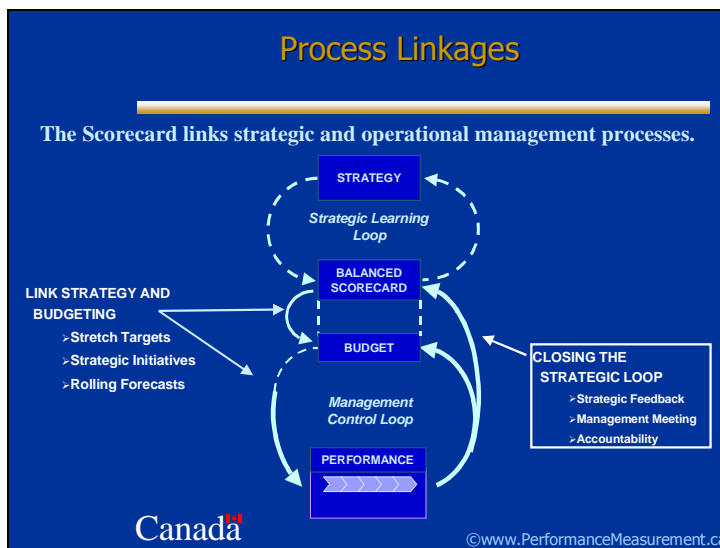 Process Linkages
The Scorecard links strategic and operational management processes.
STRATEGY
Strategic Learning
Loop
BALANCED
SCORECARD
LINK STRATEGY AND
BUDGETING
➢Stretch Targets
➢Strategic Initiatives
➢Rolling Forecasts
BUDGET
CLOSING THE
STRATEGIC LOOP
➢Strategic Feedback
➢Management Meeting
➢Accountability
Management
Control Loop
PERFORMANCE
Canada
©www.PerformanceMeasurement.ca